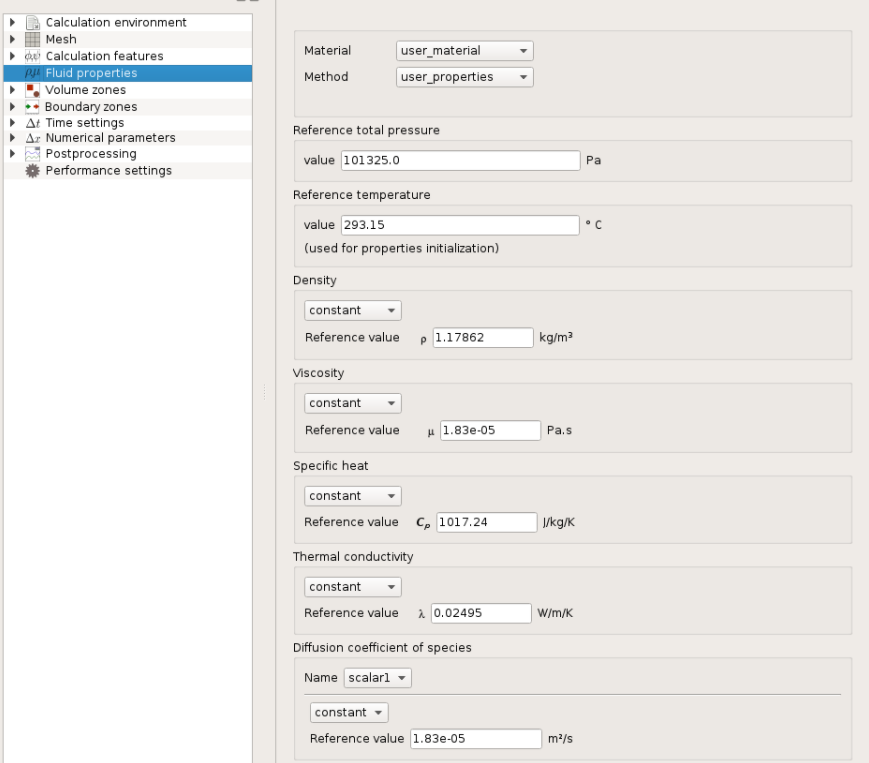 Calculation environment
Mesh
Calculation features
Fluid properties
Volume zones
Boundary zones
Δt Time settings
Δx Numerical parameters
Postprocessing
Performance settings
Material user_material
Method user_properties
Reference total pressure
value 101325.0 Pa
Reference temperature
value 293.15 ° C
(used for properties initialization)
Density
constant
Reference value ρ 1.17862 kg/m³
Viscosity
constant
Reference value μ 1.83e-05 Pa.s
Specific heat
constant
Reference value Cp 1017.24 J/kg/K
Thermal conductivity
constant
Reference value λ 0.02495 W/m/K
Diffusion coefficient of species
Name scalar1
constant
Reference value 1.83e-05 m²/s